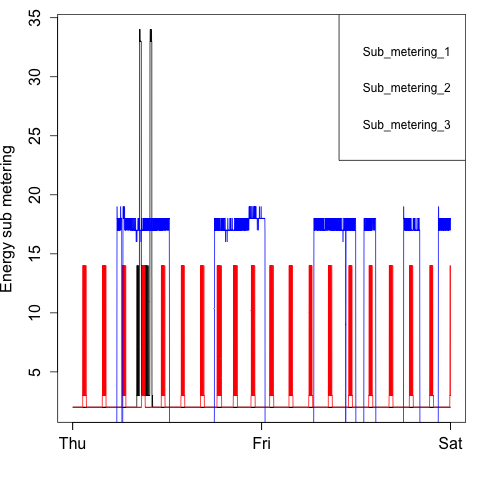 Energy sub metering
35
30
25
20
15
10
5
Sub_metering_1
Sub_metering_2
Sub_metering_3
Thu Fri Sat